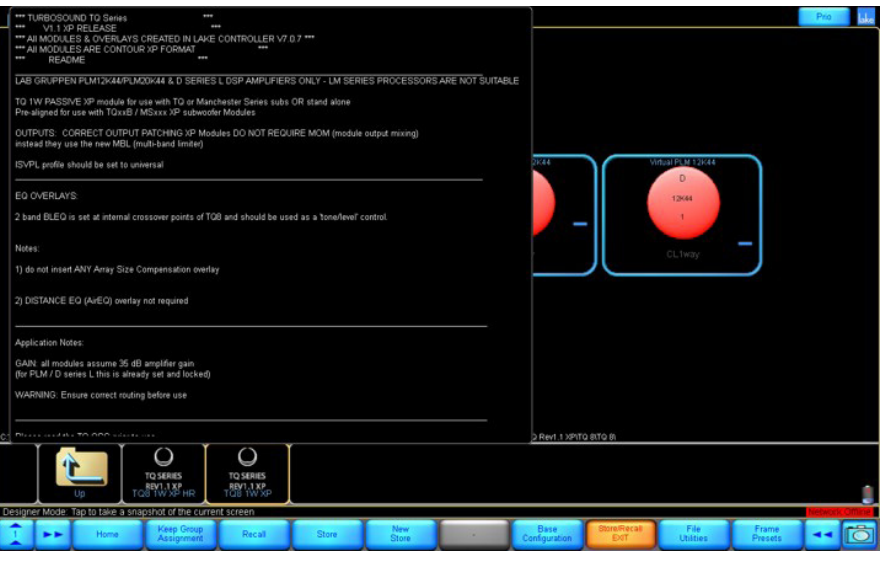 *** TURBOSOUND TQ Series ***
*** V1.1 XP RELEASE ***
*** All MODULES & OVERLAYS CREATED IN LAKE CONTROLLER V7.0.7 ***
*** All MODULES ARE CONTOUR XP FORMAT ***
*** README ***
LAB GRUPPEN PLM12K44/PLM20K44 & D SERIES L DSP AMPLIFIERS ONLY - LM SERIES PROCESSORS ARE NOT SUITABLE
TQ 1W PASSIVE XP module for use with TQ or Manchester Series subs OR stand alone
Pre-aligned for use with TQxxB / MSxxx XP subwoofer Modules
OUTPUTS: CORRECT OUTPUT PATCHING XP Modules DO NOT REQUIRE MOM (module output mixing)
instead they use the new MBL (multi-band limiter)
ISVPL profile should be set to universal
EQ OVERLAYS:
2 band BLEQ is set at internal crossover points of TQ8 and should be used as a 'tone/level' control.
Notes:
1) do not insert ANY Array Size Compensation overlay
2) DISTANCE EQ (AirEQ) overlay not required
Application Notes:
GAIN: all modules assume 35 dB amplifier gain
(for PLM / D series L this is already set and locked)
WARNING: Ensure correct routing before use
Prio
lake
2K44
Virtual PLM 12K44
D
12K44
1
CL1way
C:
Q Rev1.1 XP\TQ 8\TQ 8\
Up
TQ SERIES
REV1.1 XP
TQ8 1W XP HR
TQ SERIES
REV1.1 XP
TQ8 1W XP
Designer Mode: Tap to take a snapshot of the current screen
Network Offline
1
Home
Keep Group
Assignment
Recall
Store
New
Store
Base
Configuration
Store/Recall
EXIT
File
Utilities
Frame
Presets